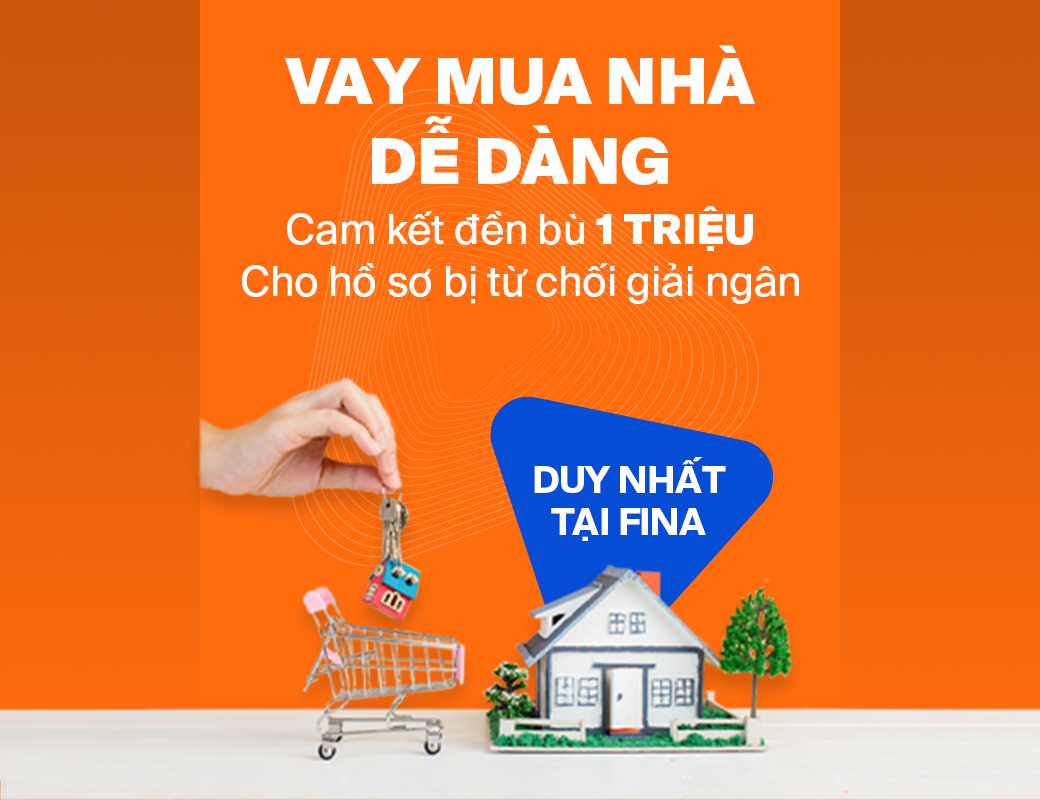 VAY MUA NHÀ
DỄ DÀNG
Cam kết đền bù 1 TRIỆU
Cho hồ sơ bị từ chối giải ngân
DUY NHẤT
TẠI FINA